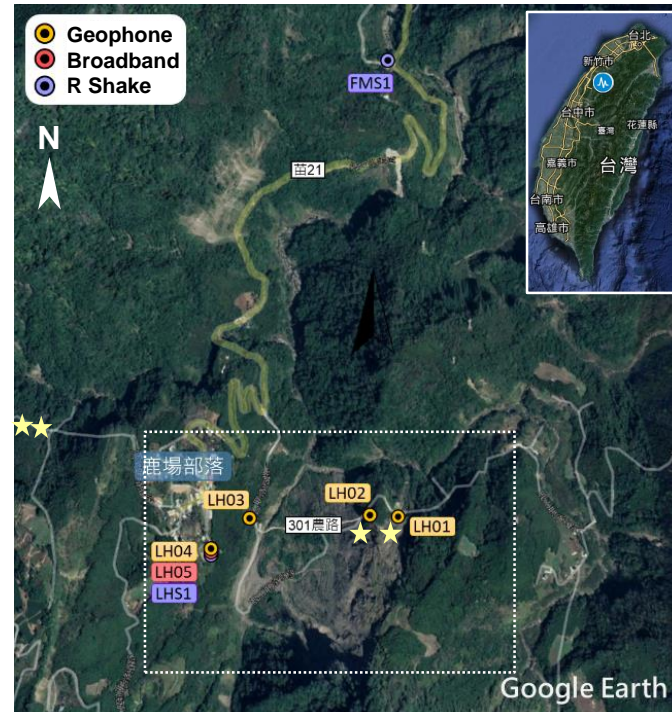 Geophone
Broadband
R Shake
N
FMS1
苗21
台北
新竹市
台中市
臺灣
花蓮縣
嘉義市
台灣
台南市
高雄市
鹿場部落
LH03
LH02
301農路
LH01
LH04
LH05
LHS1
Google Earth